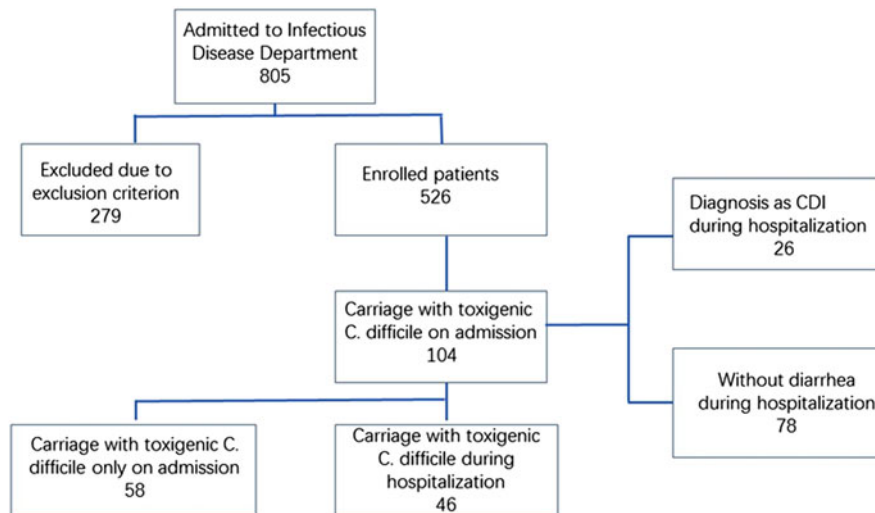 Admitted to Infectious
Disease Department
805
Excluded due to
exclusion criterion
279
Enrolled patients
526
Diagnosis as CDI
during hospitalization
26
Carriage with toxigenic
C. difficile on admission
104
Without diarrhea
during hospitalization
78
Carriage with toxigenic C.
difficile only on admission
58
Carriage with toxigenic
C. difficile during
hospitalization
46